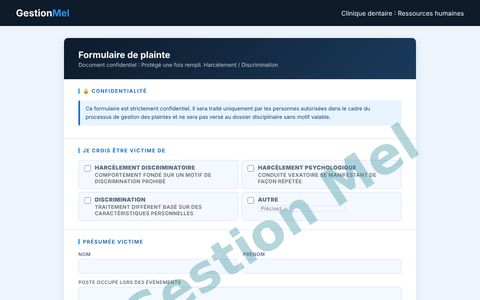 GestionMel
Clinique dentaire : Ressources humaines
Formulaire de plainte
Document confidentiel : Protégé une fois rempli. Harcèlement / Discrimination
🔒 CONFIDENTIALITÉ
Ce formulaire est strictement confidentiel. Il sera traité uniquement par les personnes autorisées dans le cadre du
processus de gestion des plaintes et ne sera pas versé au dossier disciplinaire sans motif valable.
JE CROIS ÊTRE VICTIME DE
HARCÈLEMENT DISCRIMINATOIRE
COMPORTEMENT FONDÉ SUR UN MOTIF DE
DISCRIMINATION PROHIBÉ
HARCÈLEMENT PSYCHOLOGIQUE
CONDUITE VEXATOIRE SE MANIFESTANT DE
FAÇON RÉPÉTÉE
DISCRIMINATION
TRAITEMENT DIFFÉRENT BASÉ SUR DES
CARACTÉRISTIQUES PERSONNELLES
AUTRE
Précisez
PRÉSUMÉE VICTIME
NOM
PRÉNOM
POSTE OCCUPÉ LORS DES ÉVÉNEMENTS
Gestion Mel